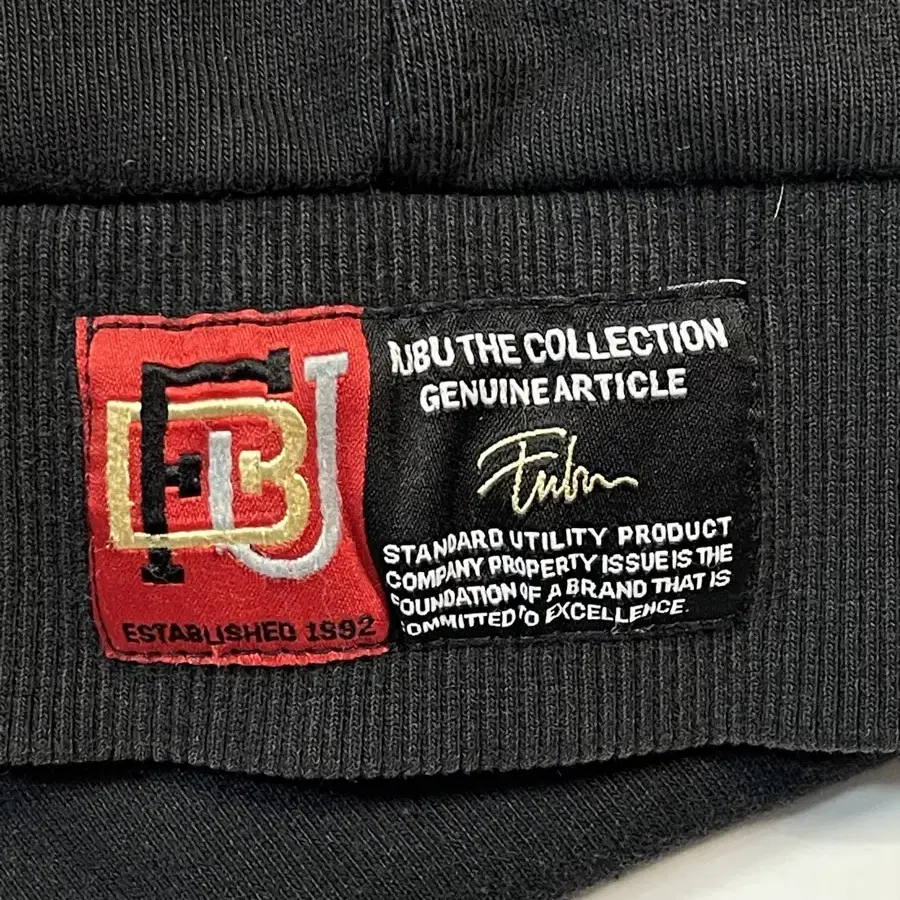 FUBU
ESTABLISHED 1992
FUBU THE COLLECTION
GENUINE ARTICLE
Fubu
STANDARD UTILITY PRODUCT
COMPANY PROPERTY ISSUE IS THE
FOUNDATION OF A BRAND THAT IS
COMMITTED TO EXCELLENCE.